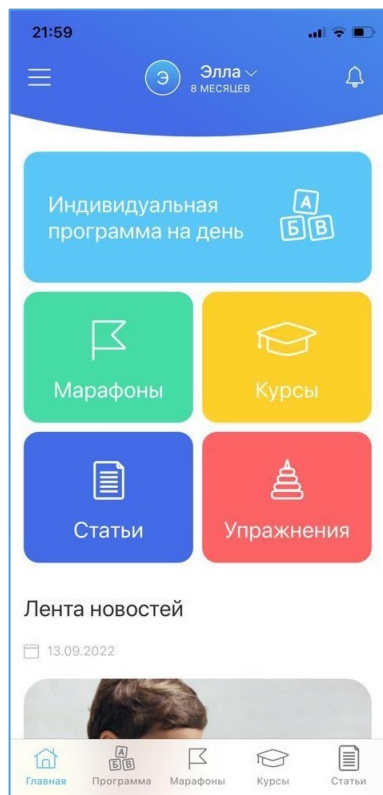 21:59
Э
Элла
8 МЕСЯЦЕВ
Индивидуальная
программа на день
А
Б В
Марафоны
Курсы
Статьи
Упражнения
Лента новостей
13.09.2022
А
Б В
Главная Программа Марафоны Курсы Статьи